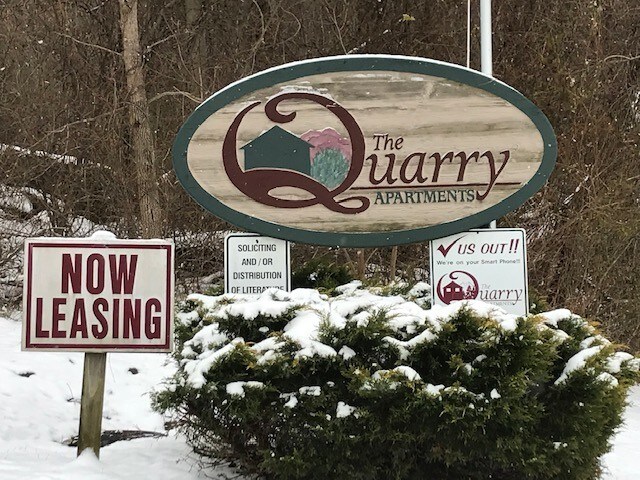 The
Quarry
APARTMENTS
NOW
LEASING
SOLICITING
AND / OR
DISTRIBUTION
OF LITERATURE
✓ US OUT!!
We're on your Smart Phone!!
The
Quarry